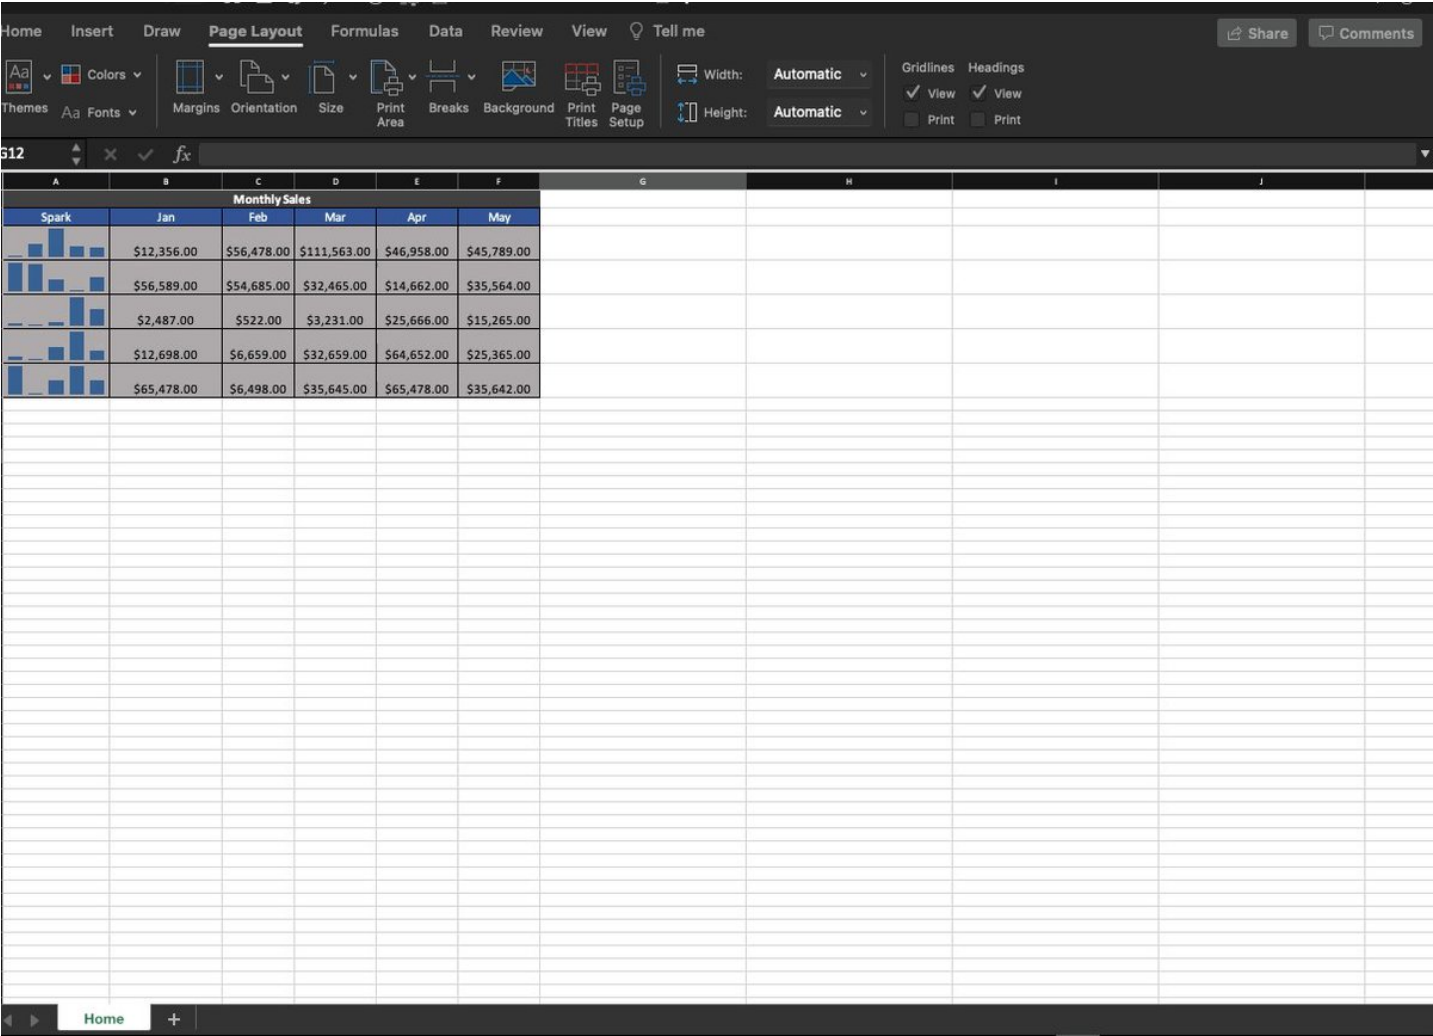 Home Insert Draw Page Layout Formulas Data Review View Tell me Share Comments
Aa Colors Width: Automatic Gridlines Headings
View View
Themes Aa Fonts Margins Orientation Size Print Area Breaks Background Print Titles Page Setup Height: Automatic
Print Print
G12 fx
A B C D E F G H I J
Monthly Sales
Spark Jan Feb Mar Apr May
$12,356.00 $56,478.00 $111,563.00 $46,958.00 $45,789.00
$56,589.00 $54,685.00 $32,465.00 $14,662.00 $35,564.00
$2,487.00 $522.00 $3,231.00 $25,666.00 $15,265.00
$12,698.00 $6,659.00 $32,659.00 $64,652.00 $25,365.00
$65,478.00 $6,498.00 $35,645.00 $65,478.00 $35,642.00
Home +